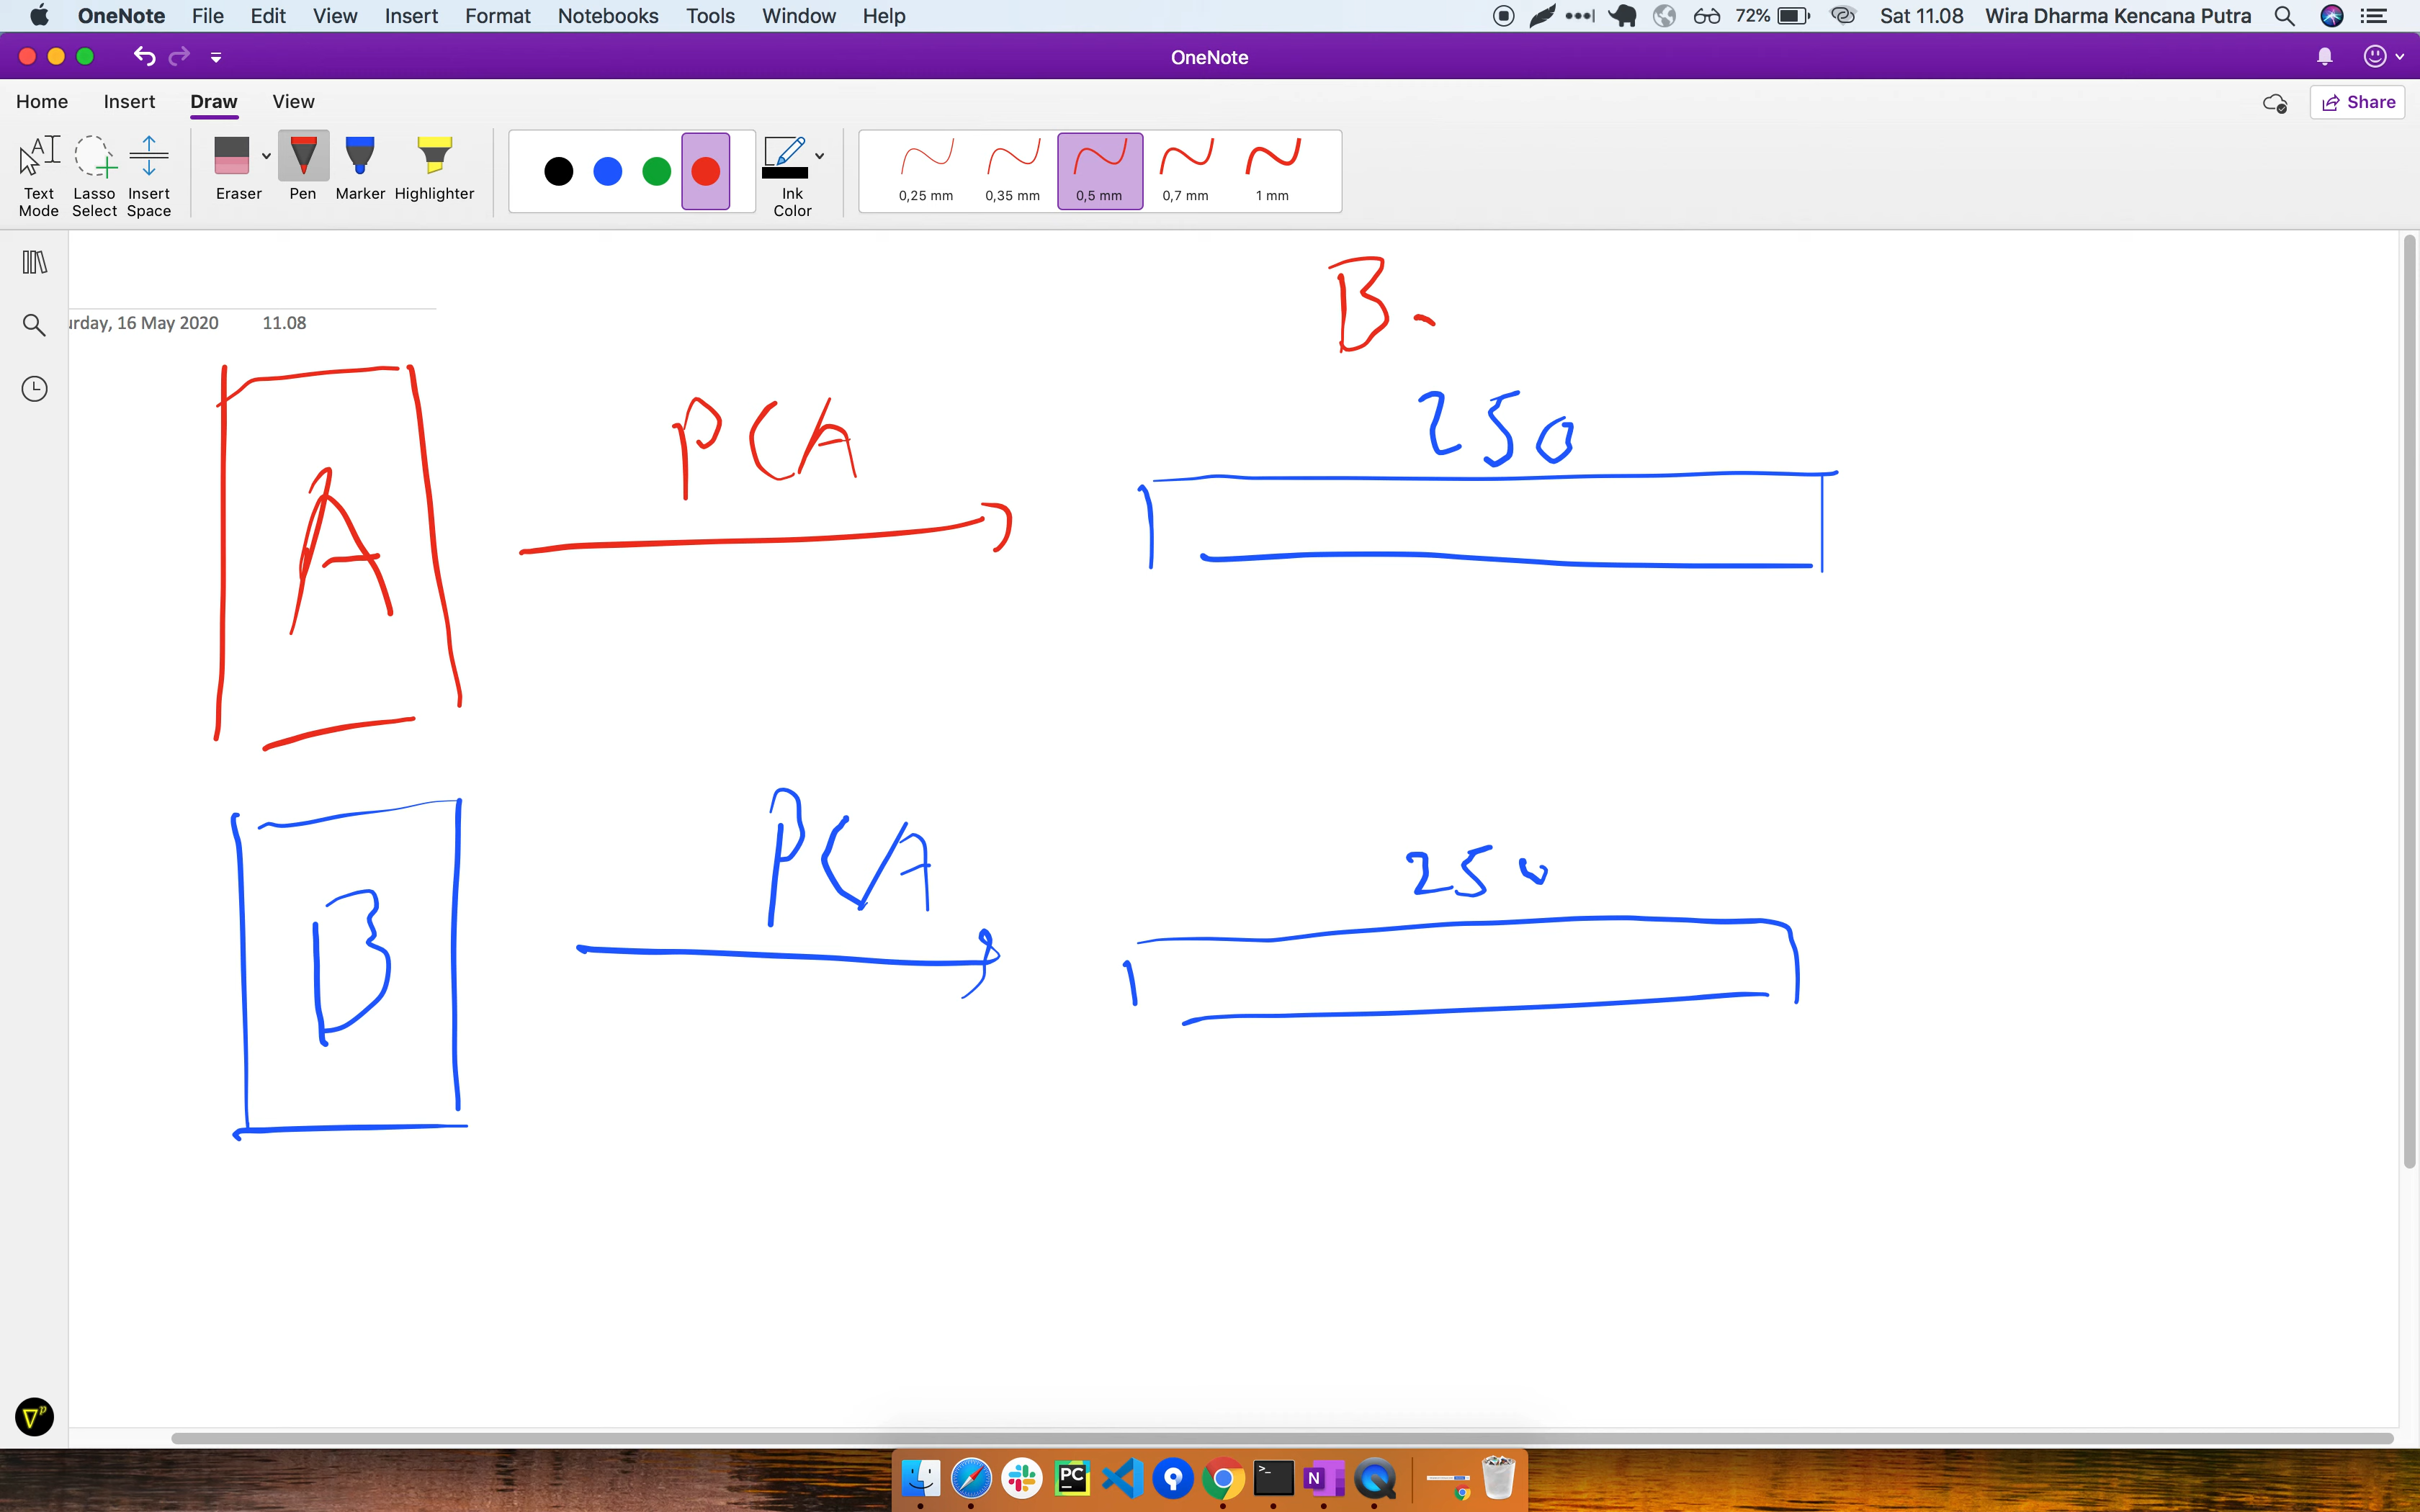 OneNote File Edit View Insert Format Notebooks Tools Window Help 72% Sat 11.08 Wira Dharma Kencana Putra
OneNote
Home Insert Draw View Share
Text Mode Lasso Select Insert Space Eraser Pen Marker Highlighter Ink Color 0,25 mm 0,35 mm 0,5 mm 0,7 mm 1 mm
B -
urday, 16 May 2020 11.08
PCA 250
A
PCA 250
B
∇p
PC >_ N